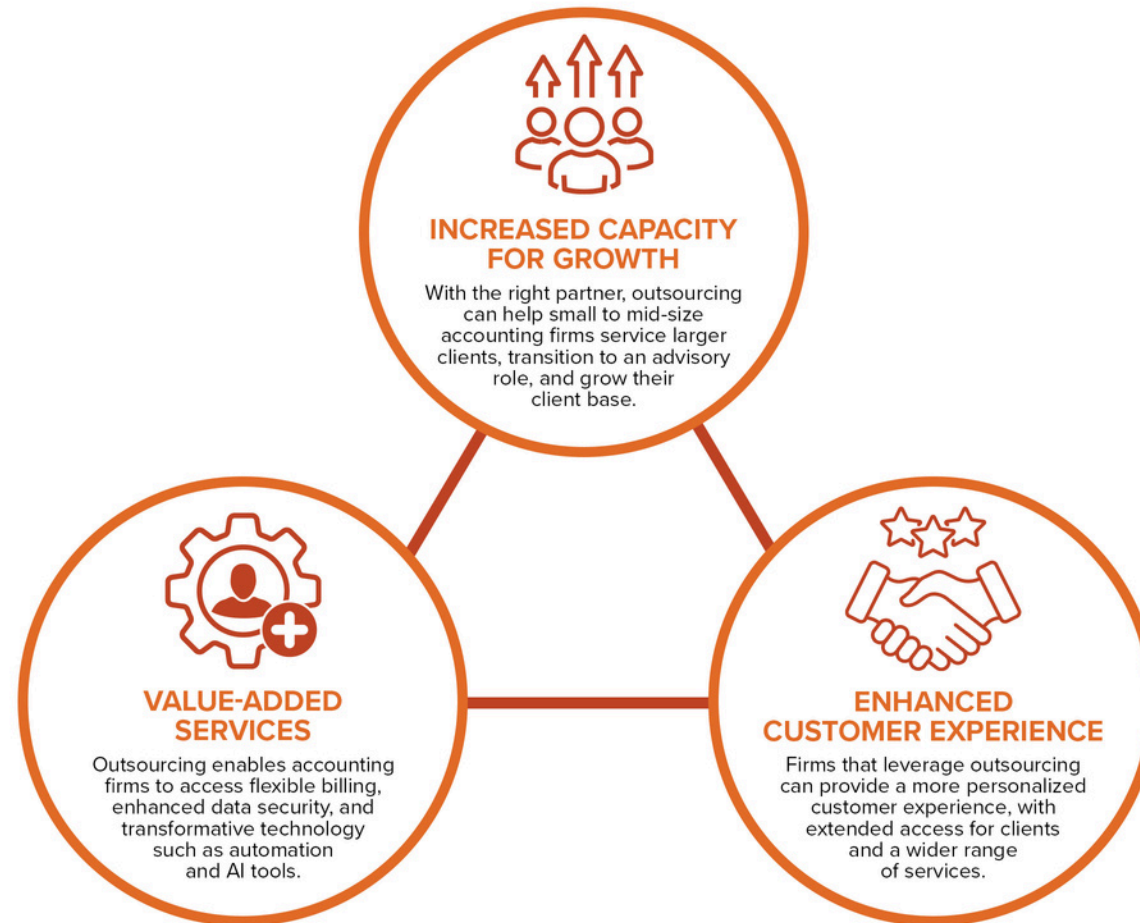 INCREASED CAPACITY
FOR GROWTH
With the right partner, outsourcing
can help small to mid-size
accounting firms service larger
clients, transition to an advisory
role, and grow their
client base.
VALUE-ADDED
SERVICES
Outsourcing enables accounting
firms to access flexible billing,
enhanced data security, and
transformative technology
such as automation
and AI tools.
ENHANCED
CUSTOMER EXPERIENCE
Firms that leverage outsourcing
can provide a more personalized
customer experience, with
extended access for clients
and a wider range
of services.